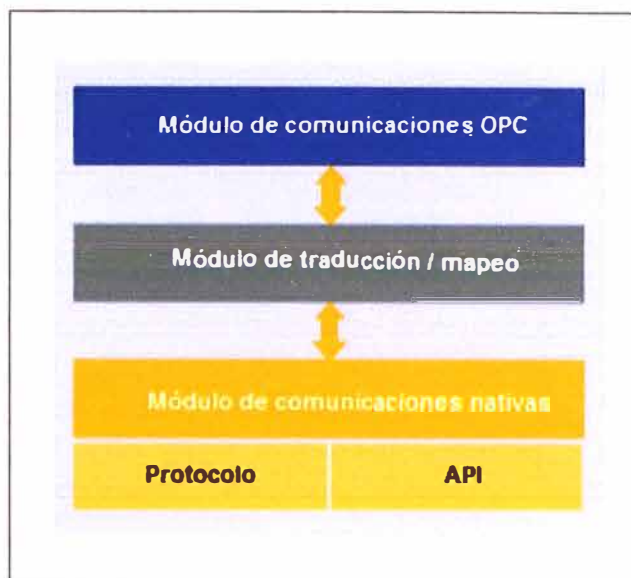 Módulo de comunicaciones OPC
Módulo de traducción / mapeo
Módulo de comunicaciones nativas
Protocolo
API